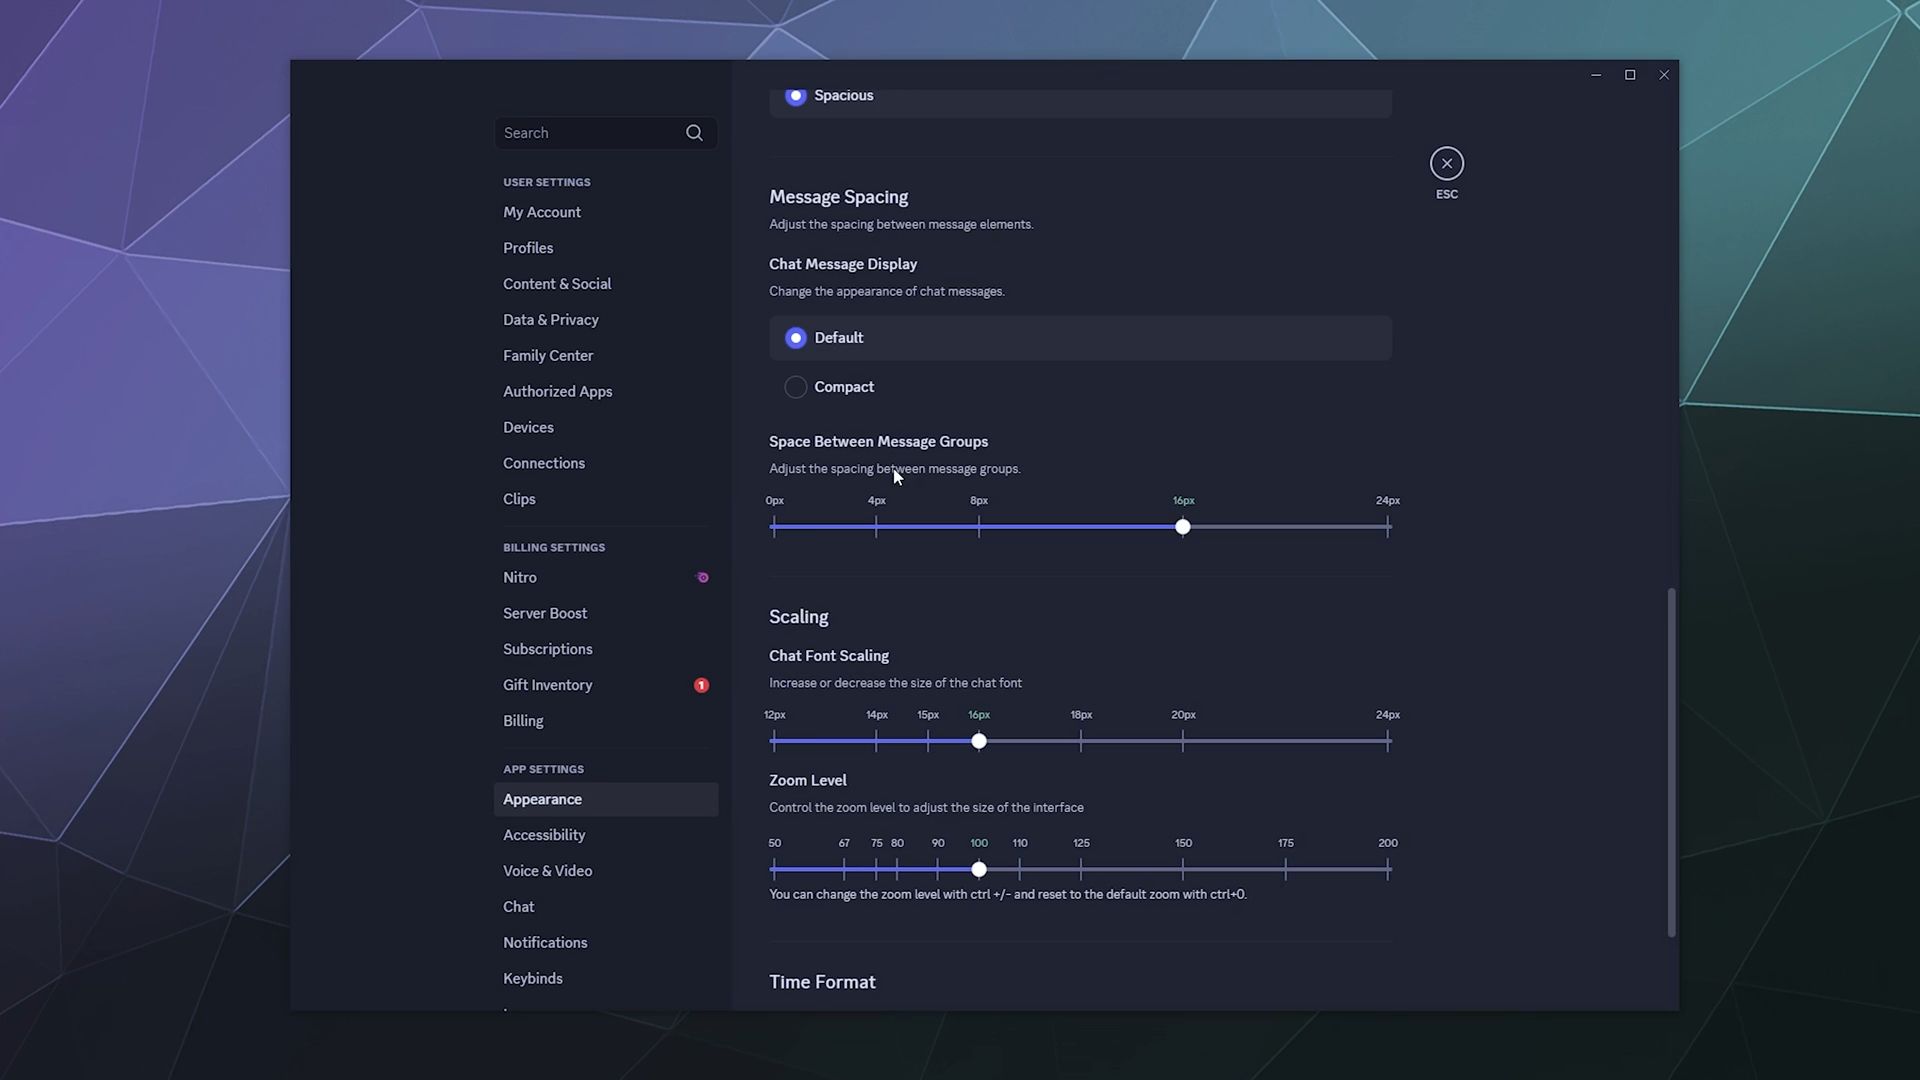 Search
USER SETTINGS
My Account
Profiles
Content & Social
Data & Privacy
Family Center
Authorized Apps
Devices
Connections
Clips
BILLING SETTINGS
Nitro
Server Boost
Subscriptions
Gift Inventory 1
Billing
APP SETTINGS
Appearance
Accessibility
Voice & Video
Chat
Notifications
Keybinds
Spacious
ESC
Message Spacing
Adjust the spacing between message elements.
Chat Message Display
Change the appearance of chat messages.
Default
Compact
Space Between Message Groups
Adjust the spacing between message groups.
0px 4px 8px 16px 24px
Scaling
Chat Font Scaling
Increase or decrease the size of the chat font
12px 14px 15px 16px 18px 20px 24px
Zoom Level
Control the zoom level to adjust the size of the interface
50 67 75 80 90 100 110 125 150 175 200
You can change the zoom level with ctrl +/- and reset to the default zoom with ctrl+0.
Time Format